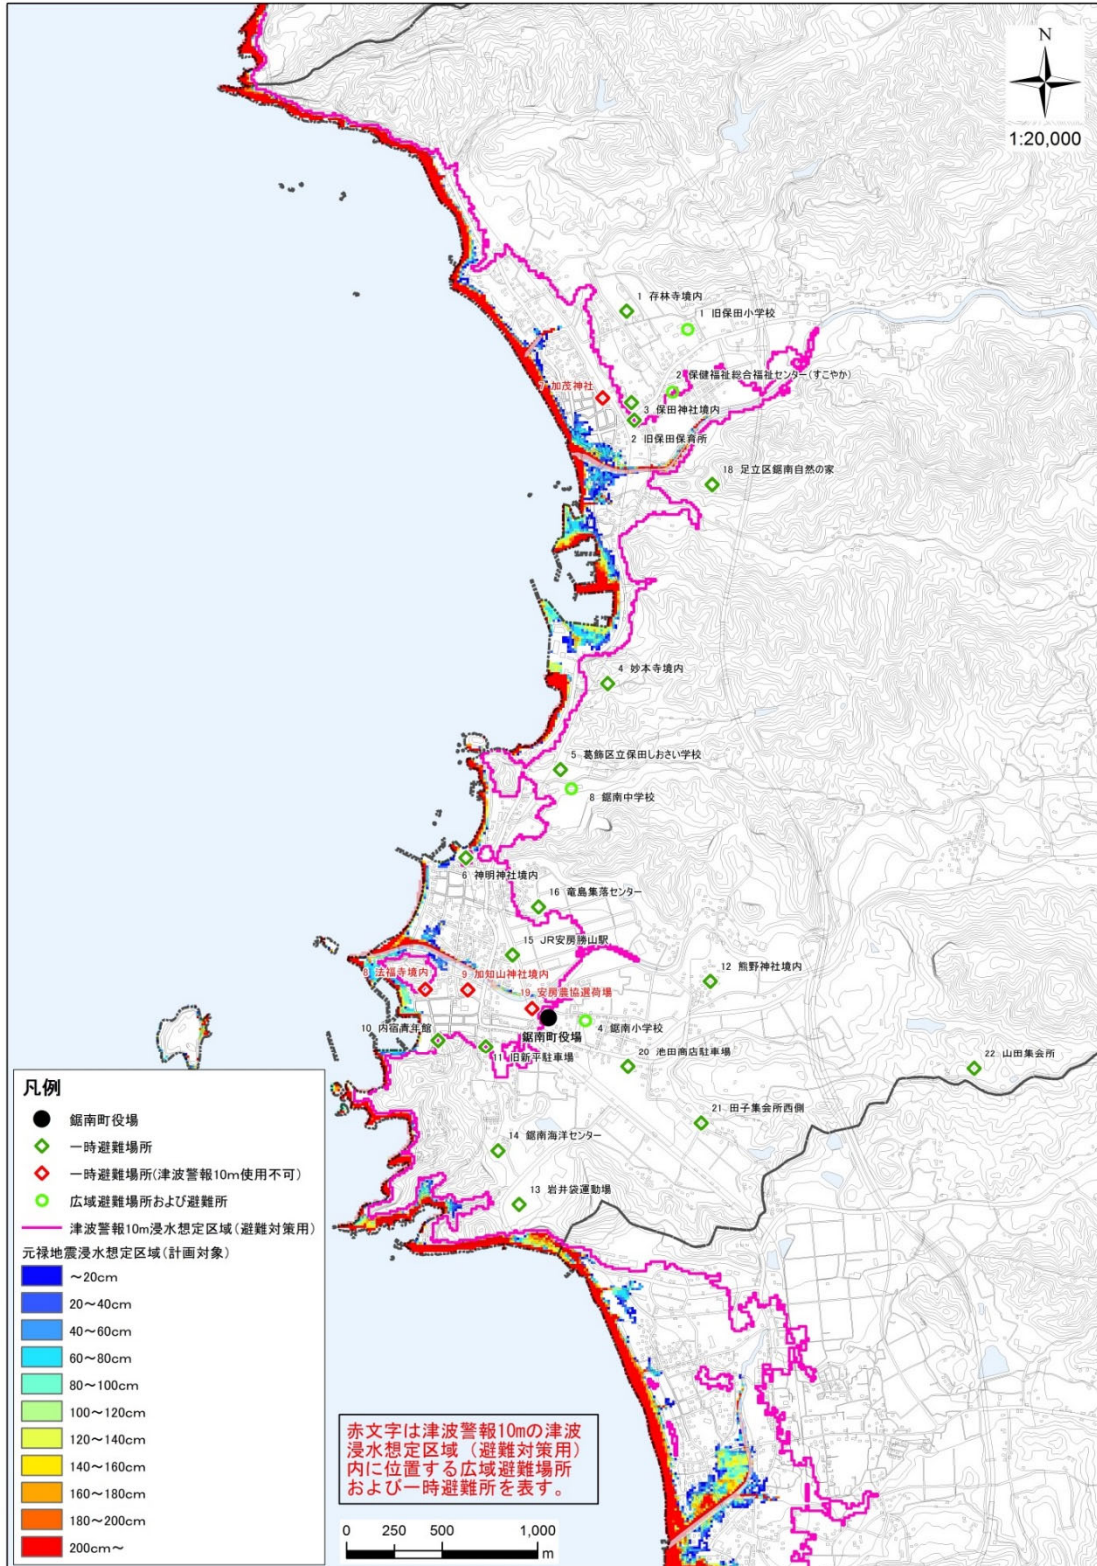 N
1:20,000
1 存林寺境内
1 旧保田小学校
2 保健福祉総合福祉センター(すこやか)
7 加茂神社
3 保田神社境内
2 旧保田保育所
18 足立区鋸南自然の家
4 妙本寺境内
5 葛飾区立保田しおさい学校
8 鋸南中学校
6 神明神社境内
16 竜島集落センター
15 JR安房勝山駅
8 法福寺境内
9 加知山神社境内
12 熊野神社境内
19 安房農協選荷場
10 内宿青年館
鋸南町役場
4 鋸南小学校
11 旧新平駐車場
20 池田商店駐車場
22 山田集会所
21 田子集会所西側
14 鋸南海洋センター
13 岩井袋運動場
凡例
鋸南町役場
一時避難場所
一時避難場所(津波警報10m使用不可)
広域避難場所および避難所
津波警報10m浸水想定区域(避難対策用)
元禄地震浸水想定区域(計画対象)
～20cm
20～40cm
40～60cm
60～80cm
80～100cm
100～120cm
120～140cm
140～160cm
160～180cm
180～200cm
200cm～
赤文字は津波警報10mの津波
浸水想定区域（避難対策用）
内に位置する広域避難場所
および一時避難所を表す。
0 250 500 1,000
m